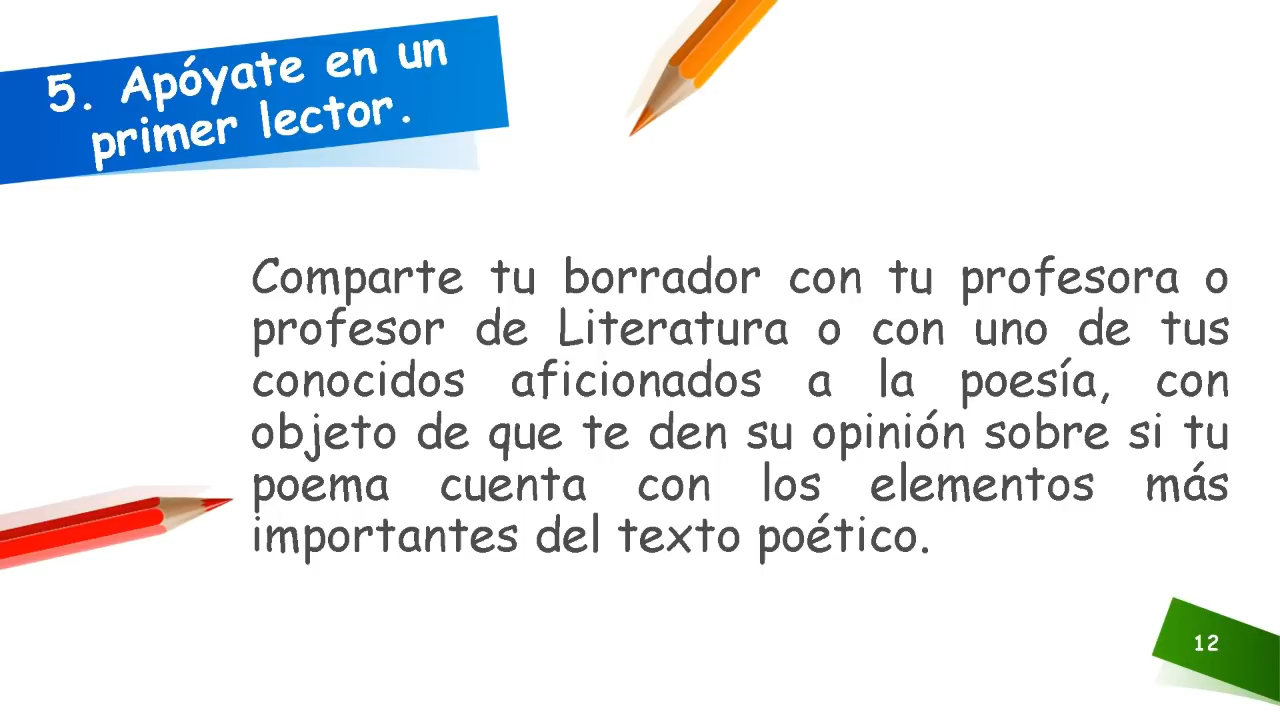 5. Apóyate en un
primer lector.
Comparte tu borrador con tu profesora o
profesor de Literatura o con uno de tus
conocidos aficionados a la poesía, con
objeto de que te den su opinión sobre si tu
poema cuenta con los elementos más
importantes del texto poético.
12